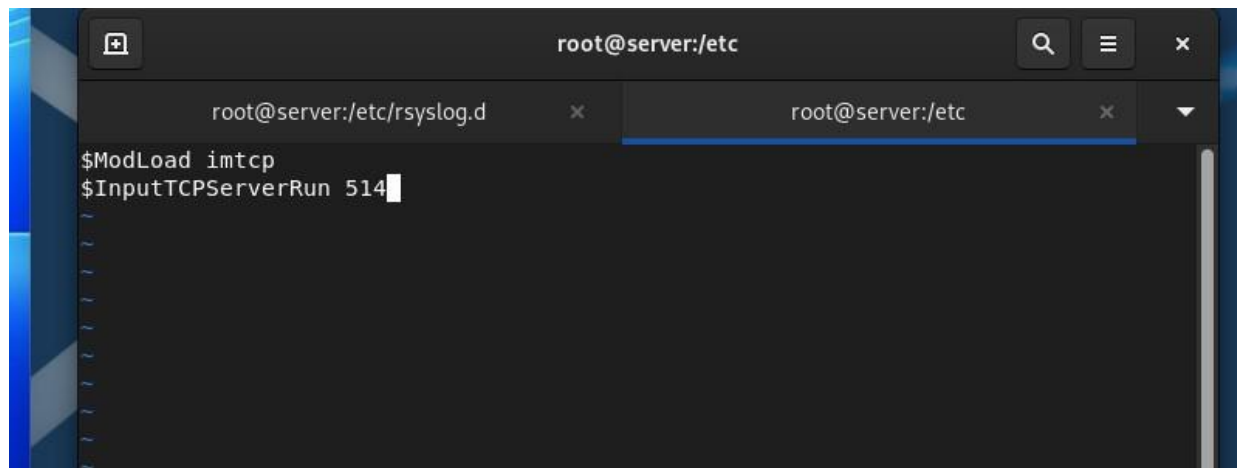 root@server:/etc
root@server:/etc/rsyslog.d
root@server:/etc
$ModLoad imtcp
$InputTCPServerRun 514
~
~
~
~
~
~
~
~
~
~